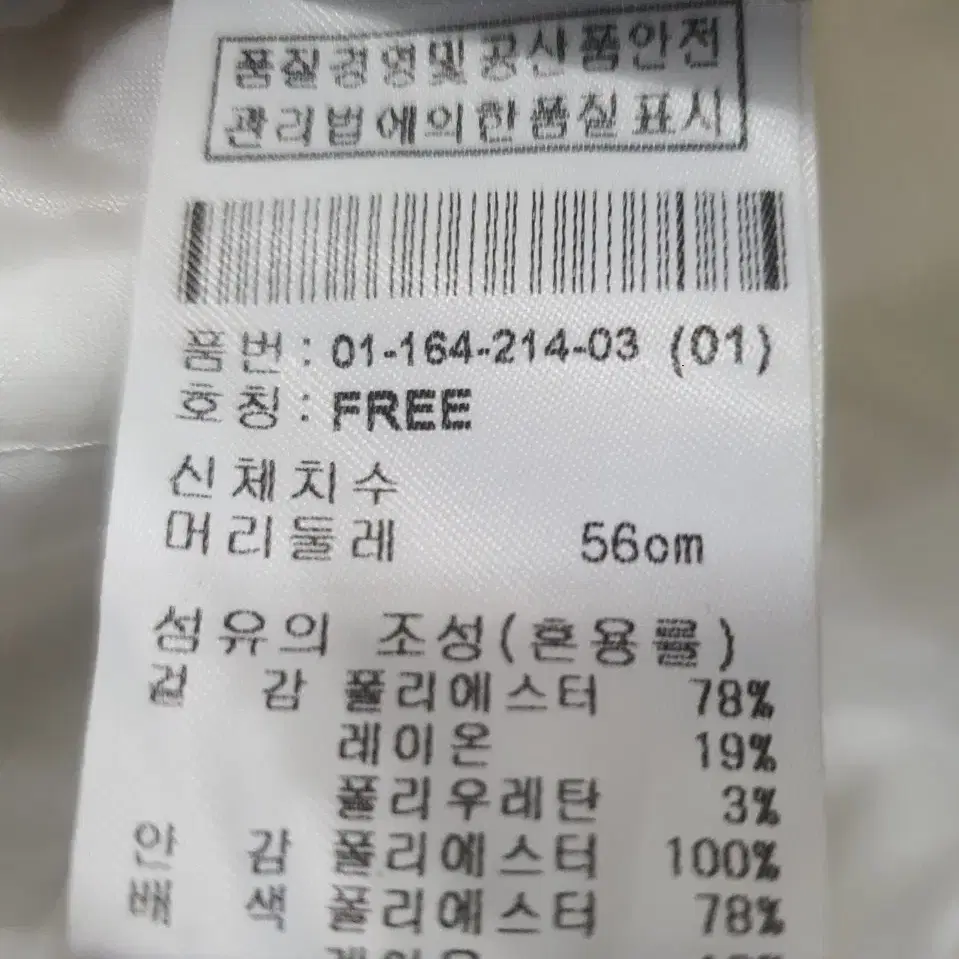 품질경영및공산품안전
관리법에의한품질표시
품번: 01-164-214-03 (01)
호칭: FREE
신체치수
머리둘레 56cm
섬유의 조성(혼용률)
겉감 폴리에스터 78%
레이온 19%
폴리우레탄 3%
안감 폴리에스터 100%
배색 폴리에스터 78%